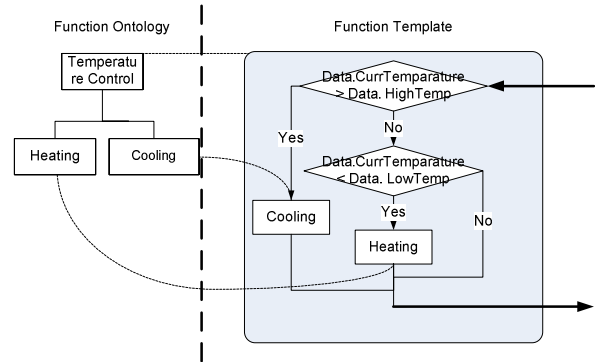 Function Ontology
Function Template
Temperatu
re Control
Heating
Cooling
Data.CurrTemparature
> Data. HighTemp
Yes
No
Data.CurrTemparature
< Data. LowTemp
Cooling
Yes
No
Heating